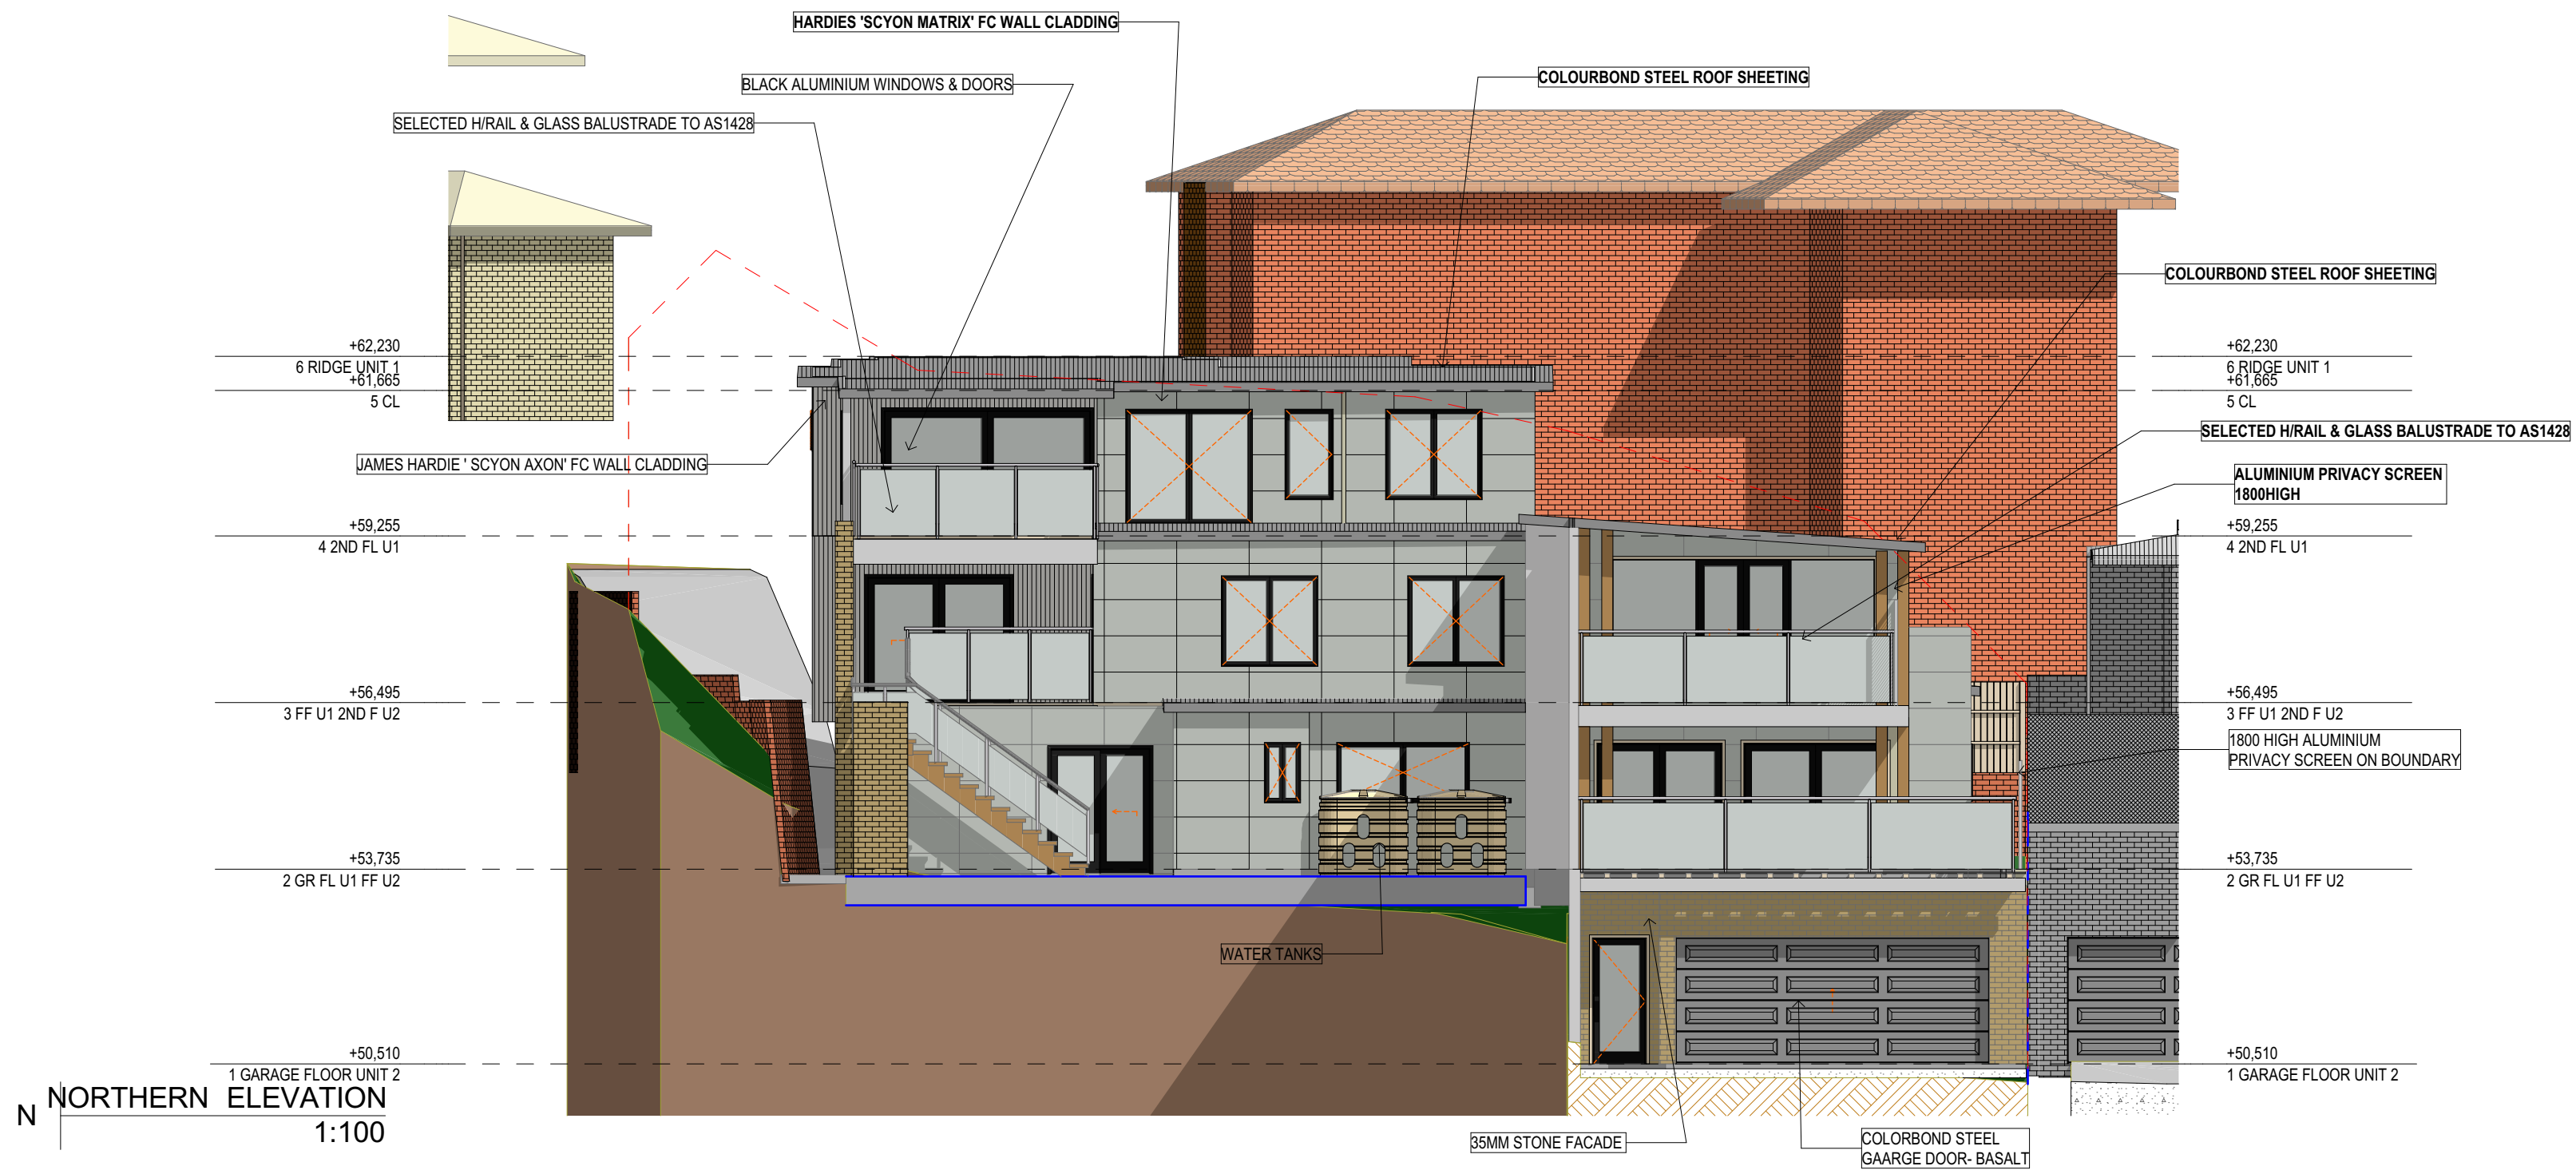 HARDIES 'SCYON MATRIX' FC WALL CLADDING
BLACK ALUMINIUM WINDOWS & DOORS
COLOURBOND STEEL ROOF SHEETING
SELECTED H/RAIL & GLASS BALUSTRADE TO AS1428
COLOURBOND STEEL ROOF SHEETING
+62,230
6 RIDGE UNIT 1
+61,665
5 CL
+62,230
6 RIDGE UNIT 1
+61,665
5 CL
SELECTED H/RAIL & GLASS BALUSTRADE TO AS1428
JAMES HARDIE ' SCYON AXON' FC WALL CLADDING
ALUMINIUM PRIVACY SCREEN
1800HIGH
+59,255
4 2ND FL U1
+59,255
4 2ND FL U1
+56,495
3 FF U1 2ND F U2
+56,495
3 FF U1 2ND F U2
1800 HIGH ALUMINIUM
PRIVACY SCREEN ON BOUNDARY
+53,735
2 GR FL U1 FF U2
+53,735
2 GR FL U1 FF U2
WATER TANKS
+50,510
1 GARAGE FLOOR UNIT 2
+50,510
1 GARAGE FLOOR UNIT 2
N
NORTHERN ELEVATION
1:100
35MM STONE FACADE
COLORBOND STEEL
GAARGE DOOR- BASALT